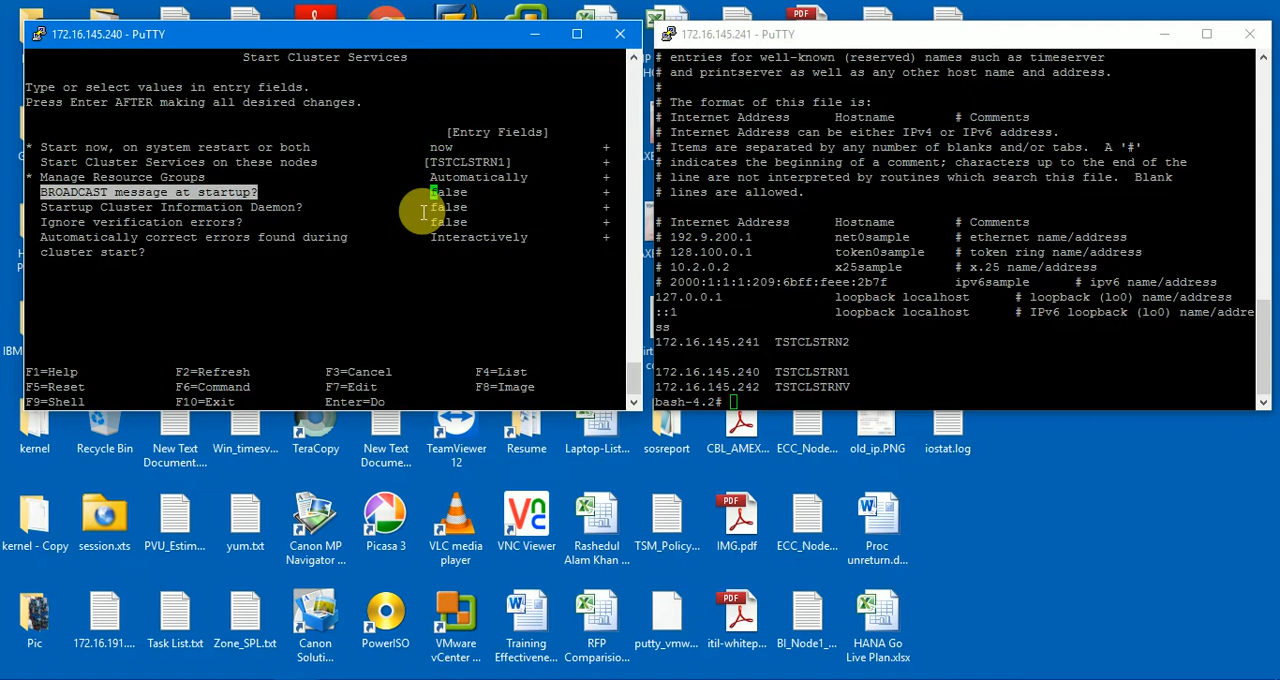 172.16.145.240 - PuTTY
Start Cluster Services
Type or select values in entry fields.
Press Enter AFTER making all desired changes.
[Entry Fields]
* Start now, on system restart or both now +
Start Cluster Services on these nodes [TSTCLSTRN1] +
* Manage Resource Groups Automatically +
BROADCAST message at startup? false +
Startup Cluster Information Daemon? false +
Ignore verification errors? false +
Automatically correct errors found during Interactively +
cluster start?
F1=Help F2=Refresh F3=Cancel F4=List
F5=Reset F6=Command F7=Edit F8=Image
F9=Shell F10=Exit Enter=Do
172.16.145.241 - PuTTY
# entries for well-known (reserved) names such as timeserver
# and printserver as well as any other host name and address.
#
# The format of this file is:
# Internet Address Hostname # Comments
# Internet Address can be either IPv4 or IPv6 address.
# Items are separated by any number of blanks and/or tabs. A '#'
# indicates the beginning of a comment; characters up to the end of the
# line are not interpreted by routines which search this file. Blank
# lines are allowed.
# Internet Address Hostname # Comments
# 192.9.200.1 net0sample # ethernet name/address
# 128.100.0.1 token0sample # token ring name/address
# 10.2.0.2 x25sample # x.25 name/address
# 2000:1:1:1:209:6bff:feee:2b7f ipv6sample # ipv6 name/address
127.0.0.1 loopback localhost # loopback (lo0) name/address
::1 loopback localhost # IPv6 loopback (lo0) name/addre
ss
172.16.145.241 TSTCLSTRN2
172.16.145.240 TSTCLSTRN1
172.16.145.242 TSTCLSTRNV
bash-4.2#
PDF
IBM
kernel
Recycle Bin
New Text
Document....
Win_timesv...
TeraCopy
New Text
Docume...
TeamViewer
12
Resume
Laptop-List...
sosreport
CBL_AMEX...
ECC_Node...
old_ip.PNG
iostat.log
kernel - Copy
session.xts
PVU_Estim...
yum.txt
Canon MP
Navigator ...
Picasa 3
VLC media
player
VNC Viewer
Rashedul
Alam Khan ...
TSM_Policy...
IMG.pdf
ECC_Node...
Proc
unreturn.d...
Pic
172.16.191....
Task List.txt
Zone_SPL.txt
Canon
Soluti...
PowerISO
VMware
vCenter ...
Training
Effectivene...
RFP
Comparisio...
putty_vmw...
itil-whitep...
BI_Node1_...
HANA Go
Live Plan.xlsx